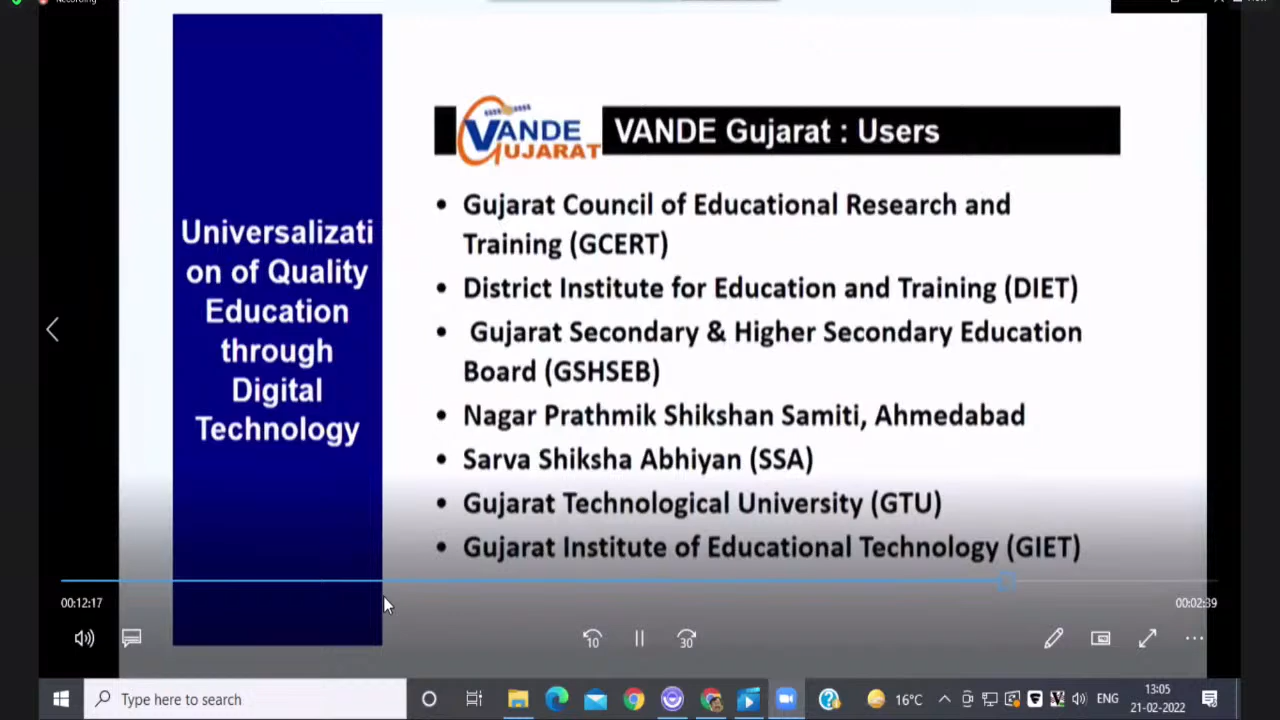 Recording
VANDE
GUJARAT
VANDE Gujarat : Users
Universalizati
on of Quality
Education
through
Digital
Technology
• Gujarat Council of Educational Research and
Training (GCERT)
• District Institute for Education and Training (DIET)
• Gujarat Secondary & Higher Secondary Education
Board (GSHSEB)
• Nagar Prathmik Shikshan Samiti, Ahmedabad
• Sarva Shiksha Abhiyan (SSA)
• Gujarat Technological University (GTU)
• Gujarat Institute of Educational Technology (GIET)
00:12:17
00:02:39
10
30
Type here to search
16°C
ENG
13:05
21-02-2022